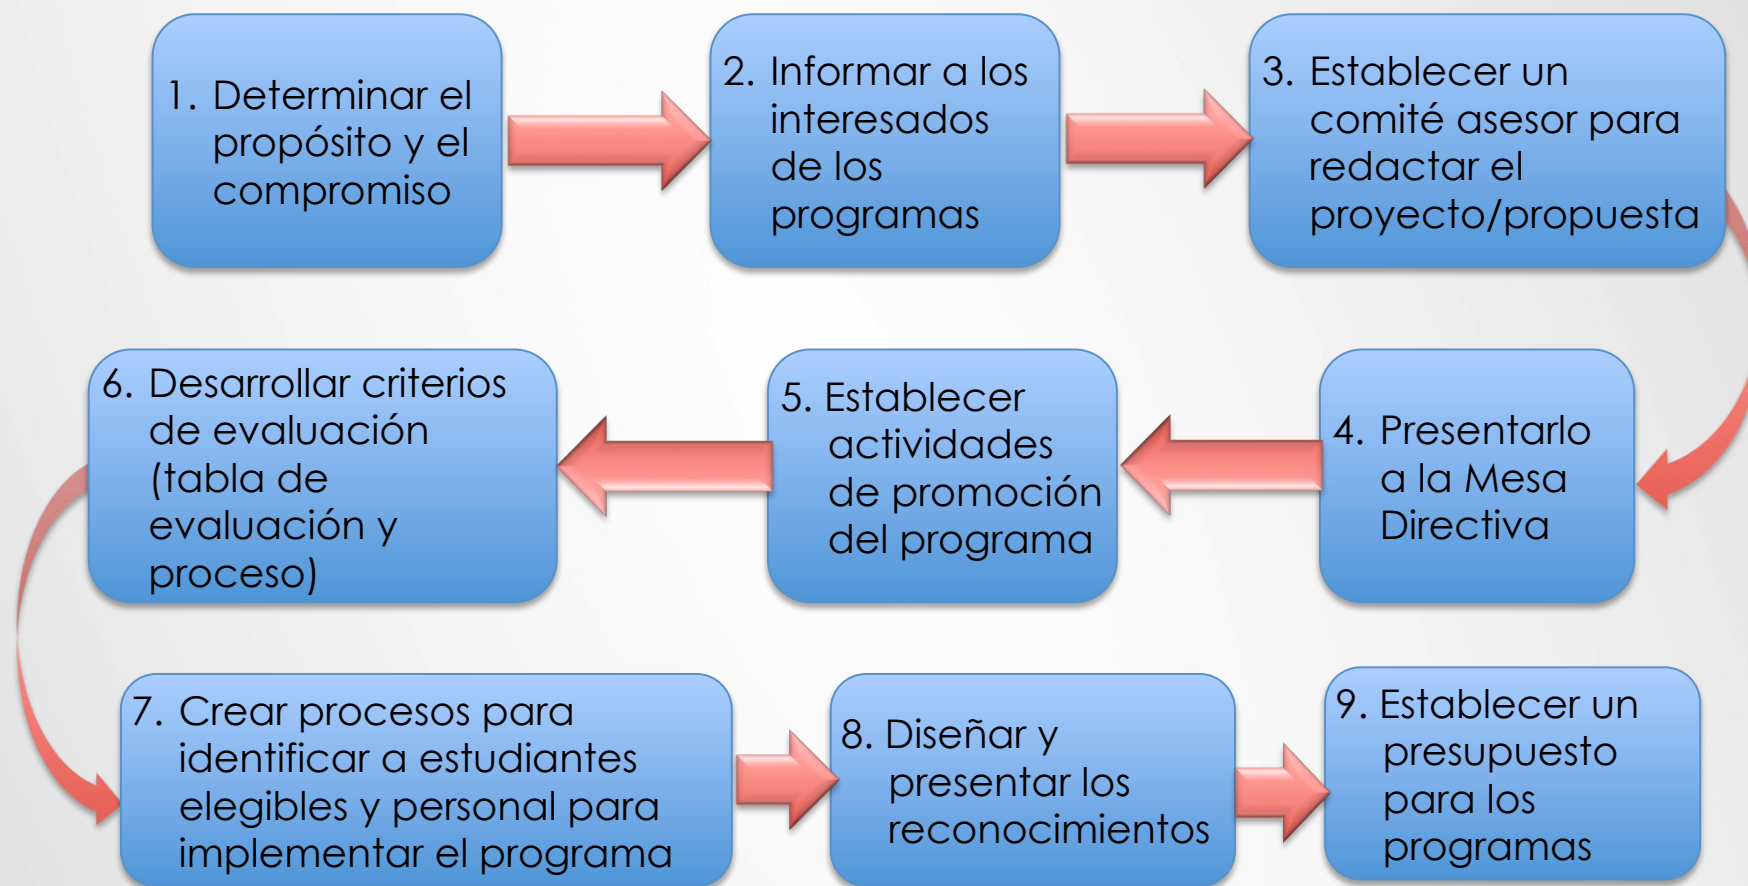 1. Determinar el
propósito y el
compromiso
2. Informar a los
interesados
de los
programas
3. Establecer un
comité asesor para
redactar el
proyecto/propuesta
4. Presentarlo
a la Mesa
Directiva
5. Establecer
actividades
de promoción
del programa
6. Desarrollar criterios
de evaluación
(tabla de
evaluación y
proceso)
7. Crear procesos para
identificar a estudiantes
elegibles y personal para
implementar el programa
8. Diseñar y
presentar los
reconocimientos
9. Establecer un
presupuesto
para los
programas